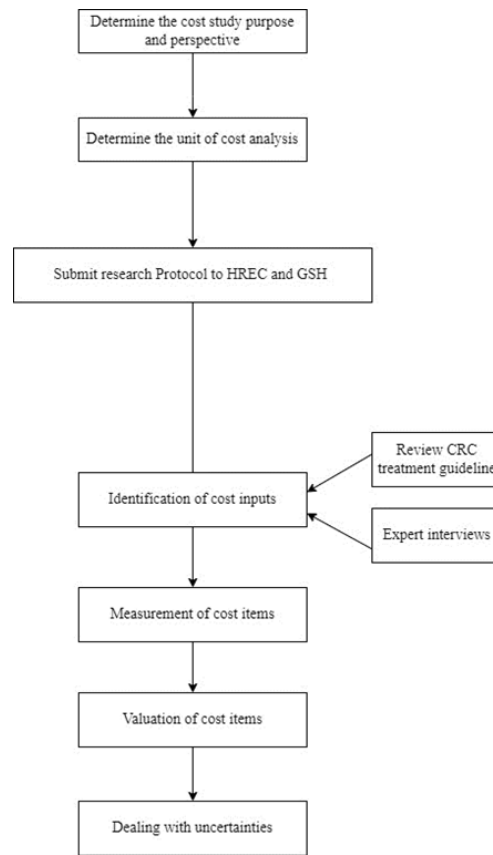 Determine the cost study purpose
and perspective
Determine the unit of cost analysis
Submit research Protocol to HREC and GSH
Review CRC
treatment guideline
Identification of cost inputs
Expert interviews
Measurement of cost items
Valuation of cost items
Dealing with uncertainties